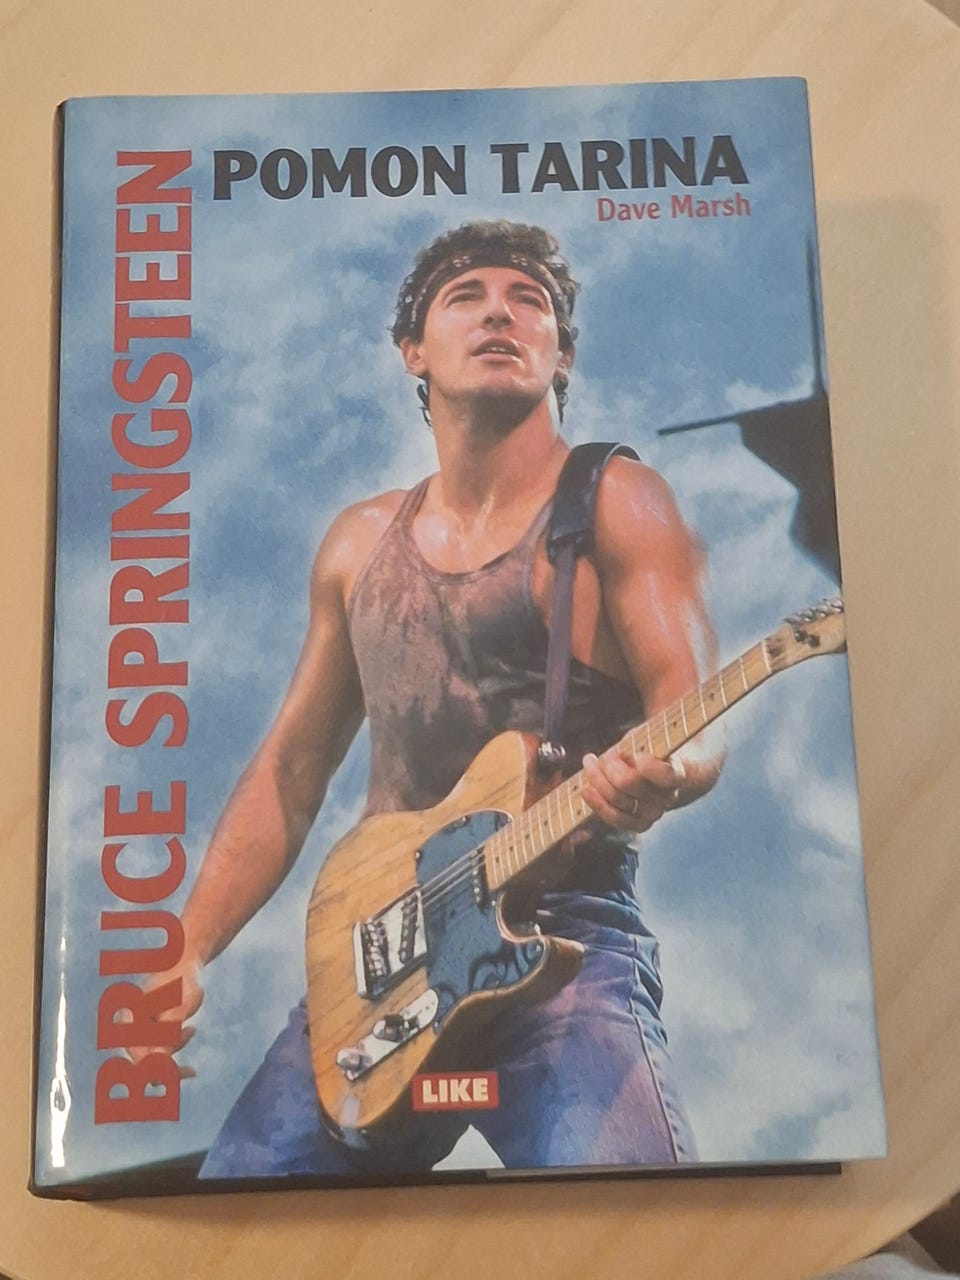 BRUCE SPRINGSTEEN
POMON TARINA
Dave Marsh
LIKE